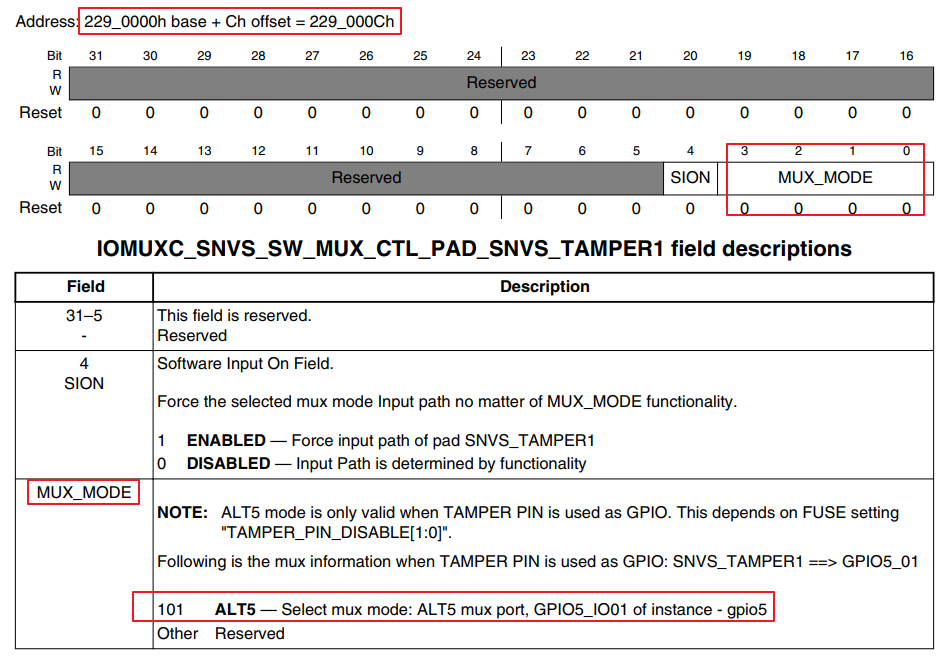 Address: 229_0000h base + Ch offset = 229_000Ch
Bit 31 30 29 28 27 26 25 24 23 22 21 20 19 18 17 16
R
Reserved
W
Reset 0 0 0 0 0 0 0 0 0 0 0 0 0 0 0 0
Bit 15 14 13 12 11 10 9 8 7 6 5 4 3 2 1 0
R
Reserved SION MUX_MODE
W
Reset 0 0 0 0 0 0 0 0 0 0 0 0 0 0 0 0
IOMUXC_SNVS_SW_MUX_CTL_PAD_SNVS_TAMPER1 field descriptions
Field Description
31–5 This field is reserved.
- Reserved
4 Software Input On Field.
SION
Force the selected mux mode Input path no matter of MUX_MODE functionality.
1 ENABLED — Force input path of pad SNVS_TAMPER1
0 DISABLED — Input Path is determined by functionality
MUX_MODE
NOTE: ALT5 mode is only valid when TAMPER PIN is used as GPIO. This depends on FUSE setting
"TAMPER_PIN_DISABLE[1:0]".
Following is the mux information when TAMPER PIN is used as GPIO: SNVS_TAMPER1 ==> GPIO5_01
101 ALT5 — Select mux mode: ALT5 mux port, GPIO5_IO01 of instance - gpio5
Other Reserved